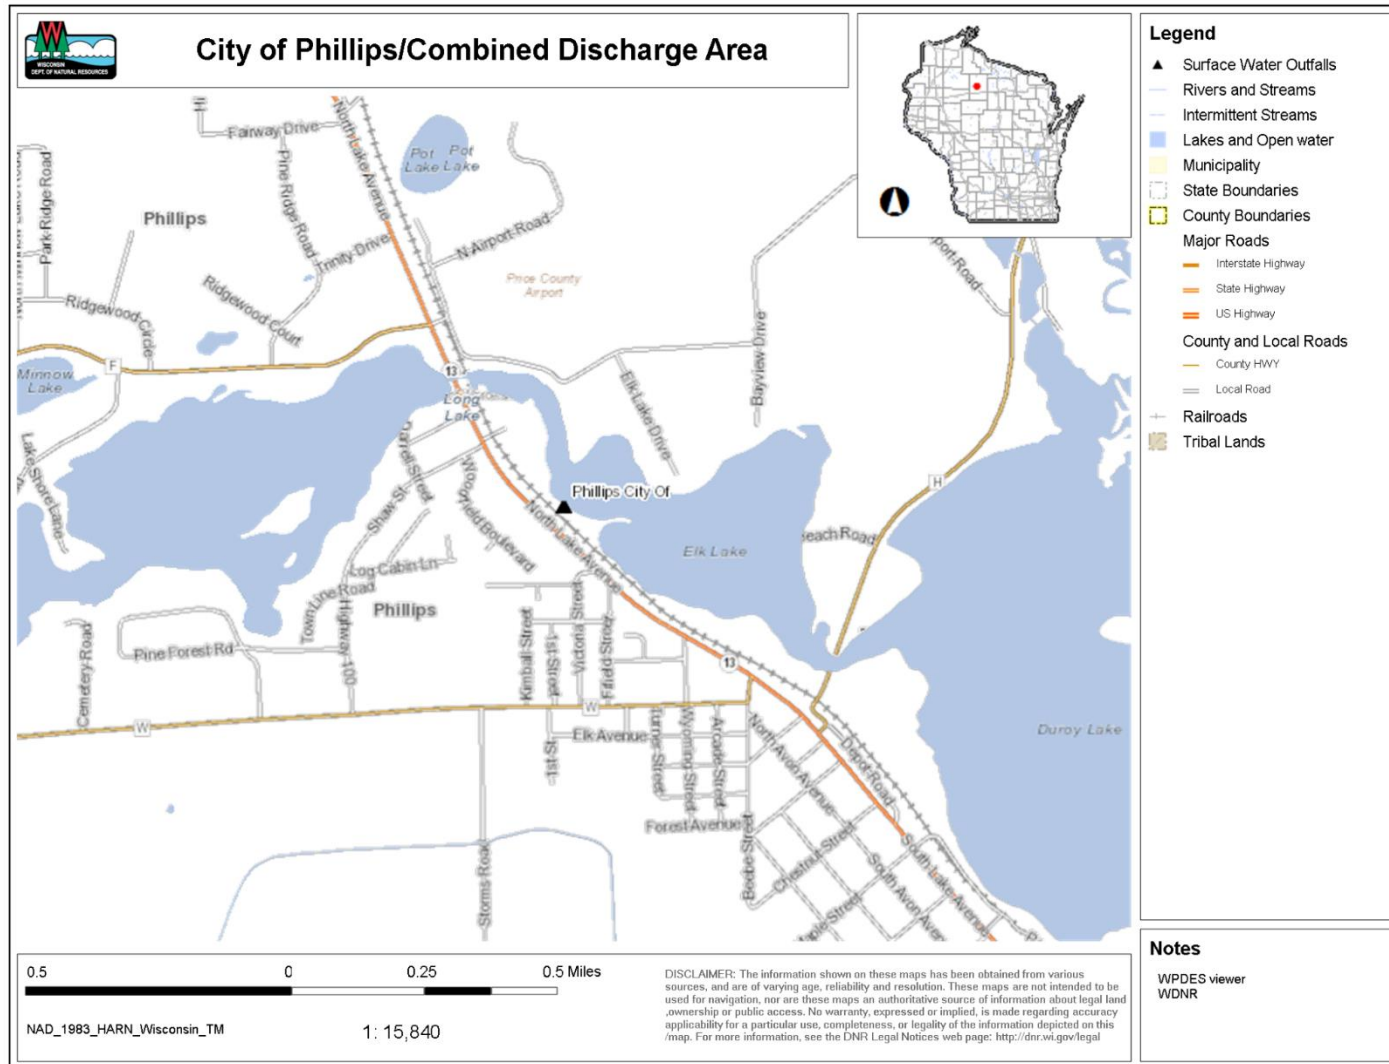 WISCONSIN
DEPT. OF NATURAL RESOURCES
City of Phillips/Combined Discharge Area
Fairway Drive
North Lake Avenue
Pot Lake
Pot Lake
Park Ridge Road
Pine Ridge Road
Phillips
N Airport Road
Trinity Drive
Price County
Airport
Ridgewood Circle
Ridgewood Court
Bayview Drive
F
13
Minnow
Lake
Long
Lake
Elk Lake Drive
Lake Shore Lane
Darrell Street
Shaw St
H
Phillips City Of
North Lake Avenue
Elk Lake
Log Cabin Ln
Town Line Road
Phillips
Highway 100
Cemetery Road
Pine Forest Rd
Kimball Street
1st Street
Victoria Street
Fifield Street
13
W
W
Duroy Lake
Elk Avenue
1st St
Turner Street
Wyoming Street
Arcade Street
North Avon Avenue
Depot Road
Forest Avenue
Storms Road
Beebe Street
Chestnut Street
South Avon Aven
South Lake Avenue
Legend
Surface Water Outfalls
Rivers and Streams
Intermittent Streams
Lakes and Open water
Municipality
State Boundaries
County Boundaries
Major Roads
Interstate Highway
State Highway
US Highway
County and Local Roads
County HWY
Local Road
Railroads
Tribal Lands
0.5 0 0.25 0.5 Miles
NAD_1983_HARN_Wisconsin_TM
1: 15,840
DISCLAIMER: The information shown on these maps has been obtained from various
sources, and are of varying age, reliability and resolution. These maps are not intended to be
used for navigation, nor are these maps an authoritative source of information about legal land
,ownership or public access. No warranty, expressed or implied, is made regarding accuracy
applicability for a particular use, completeness, or legality of the information depicted on this
/map. For more information, see the DNR Legal Notices web page: http://dnr.wi.gov/legal
Notes
WPDES viewer
WDNR